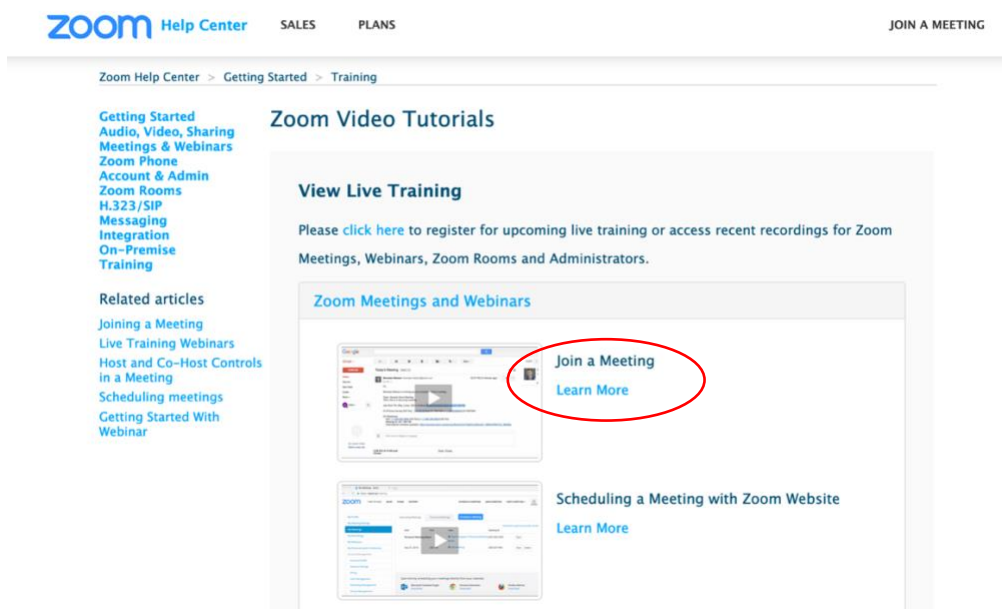 zoom Help Center SALES PLANS JOIN A MEETING
Zoom Help Center > Getting Started > Training
Getting Started
Audio, Video, Sharing
Meetings & Webinars
Zoom Phone
Account & Admin
Zoom Rooms
H.323/SIP
Messaging
Integration
On-Premise
Training
Related articles
Joining a Meeting
Live Training Webinars
Host and Co-Host Controls
in a Meeting
Scheduling meetings
Getting Started With
Webinar
Zoom Video Tutorials
View Live Training
Please click here to register for upcoming live training or access recent recordings for Zoom
Meetings, Webinars, Zoom Rooms and Administrators.
Zoom Meetings and Webinars
Google
Join a Meeting
Learn More
zoom
Scheduling a Meeting with Zoom Website
Learn More